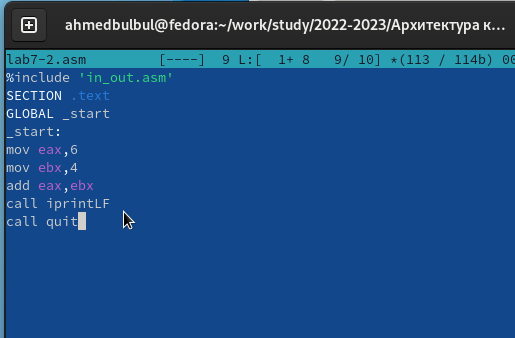 ahmedbulbul@fedora:~/work/study/2022-2023/Архитектура к...
lab7-2.asm [----] 9 L:[ 1+ 8 9/ 10] *(113 / 114b) 00
%include 'in_out.asm'
SECTION .text
GLOBAL _start
_start:
mov eax,6
mov ebx,4
add eax,ebx
call iprintLF
call quit